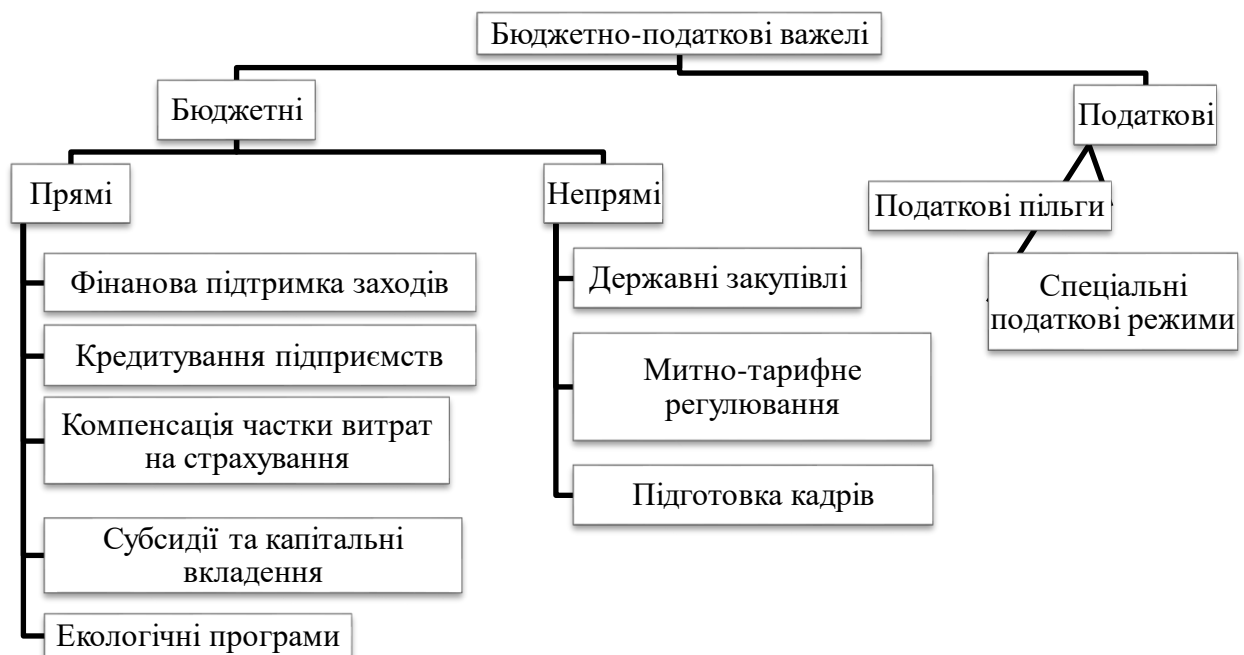 Бюджетно-податкові важелі
Бюджетні
Податкові
Прямі
Непрямі
Податкові пільги
Фінанова підтримка заходів
Державні закупівлі
Спеціальні
податкові режими
Кредитування підприємств
Митно-тарифне
регулювання
Компенсація частки витрат
на страхування
Підготовка кадрів
Субсидії та капітальні
вкладення
Екологічні програми